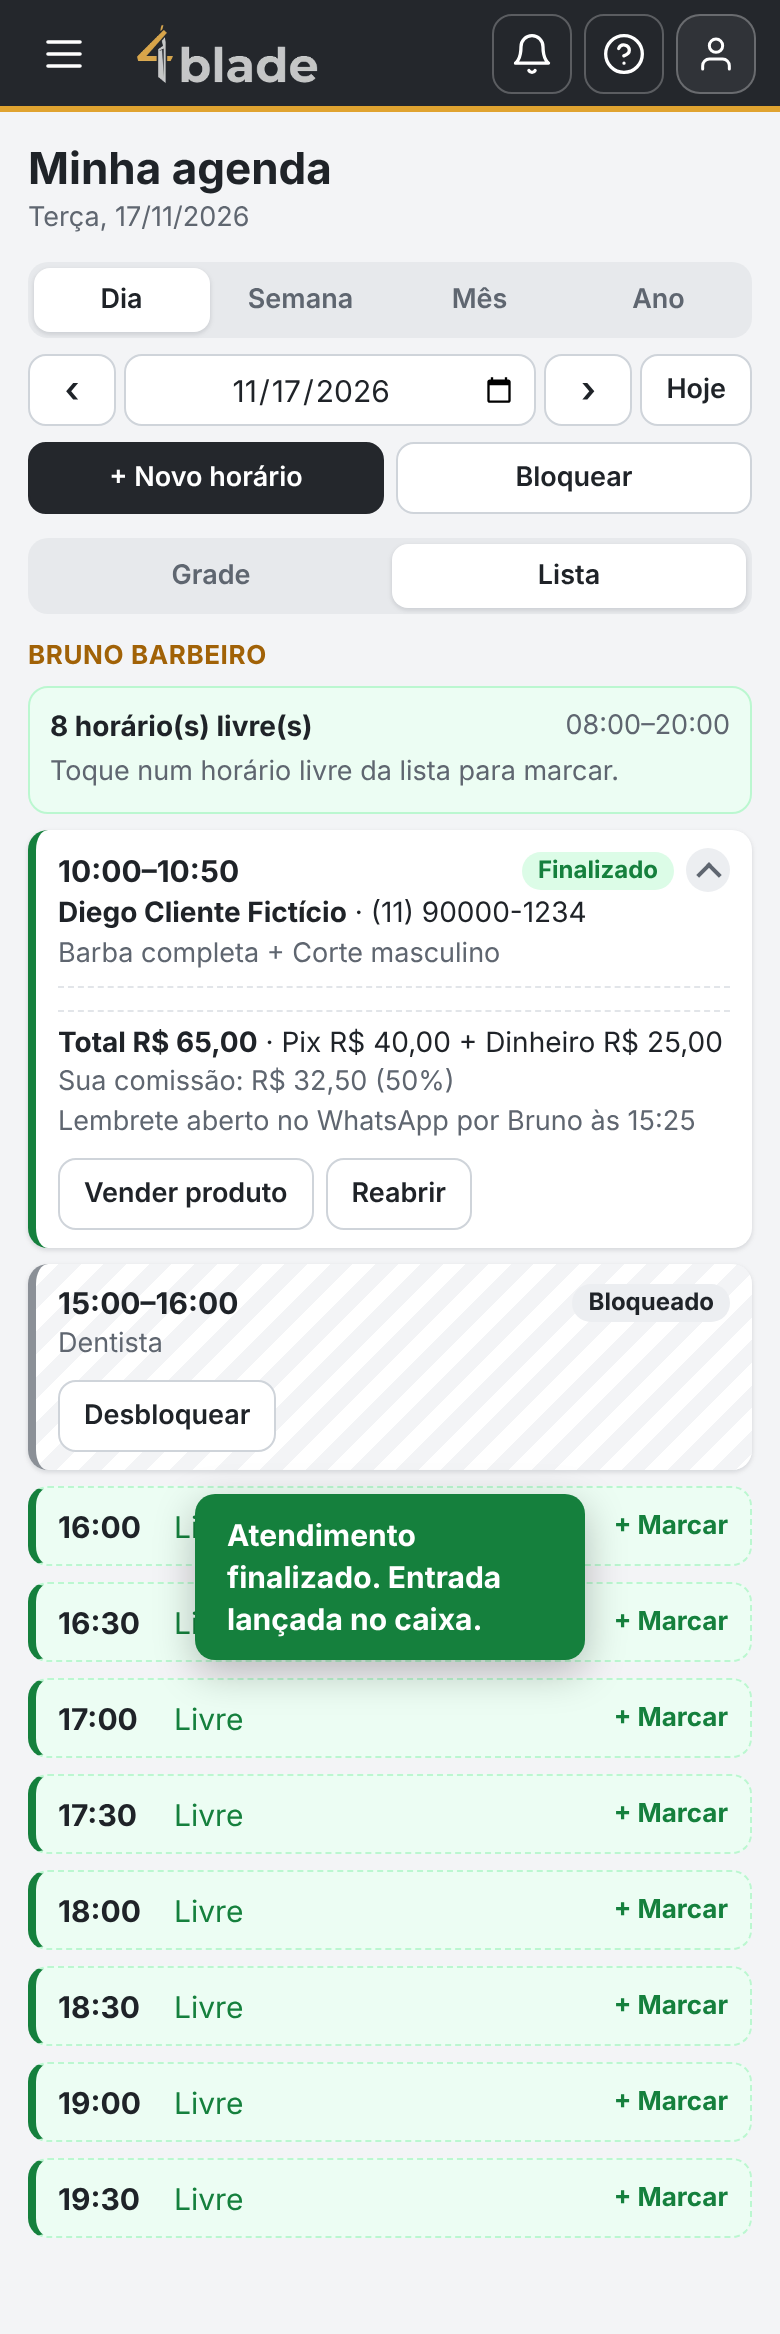 4blade
Minha agenda
Terça, 17/11/2026
Dia Semana Mês Ano
‹ 11/17/2026 › Hoje
+ Novo horário Bloquear
Grade Lista
BRUNO BARBEIRO
8 horário(s) livre(s) 08:00–20:00
Toque num horário livre da lista para marcar.
10:00–10:50 Finalizado
Diego Cliente Fictício · (11) 90000-1234
Barba completa + Corte masculino
Total R$ 65,00 · Pix R$ 40,00 + Dinheiro R$ 25,00
Sua comissão: R$ 32,50 (50%)
Lembrete aberto no WhatsApp por Bruno às 15:25
Vender produto Reabrir
15:00–16:00 Bloqueado
Dentista
Desbloquear
16:00 + Marcar
16:30 + Marcar
Atendimento
finalizado. Entrada
lançada no caixa.
17:00 Livre + Marcar
17:30 Livre + Marcar
18:00 Livre + Marcar
18:30 Livre + Marcar
19:00 Livre + Marcar
19:30 Livre + Marcar